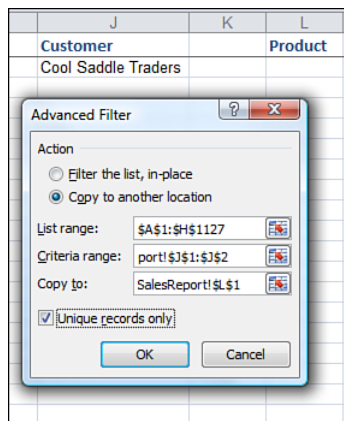 J K L
Customer Product
Cool Saddle Traders
Advanced Filter
Action
Filter the list, in-place
Copy to another location
List range: $A$1:$H$1127
Criteria range: port!$J$1:$J$2
Copy to: SalesReport!$L$1
Unique records only
OK Cancel